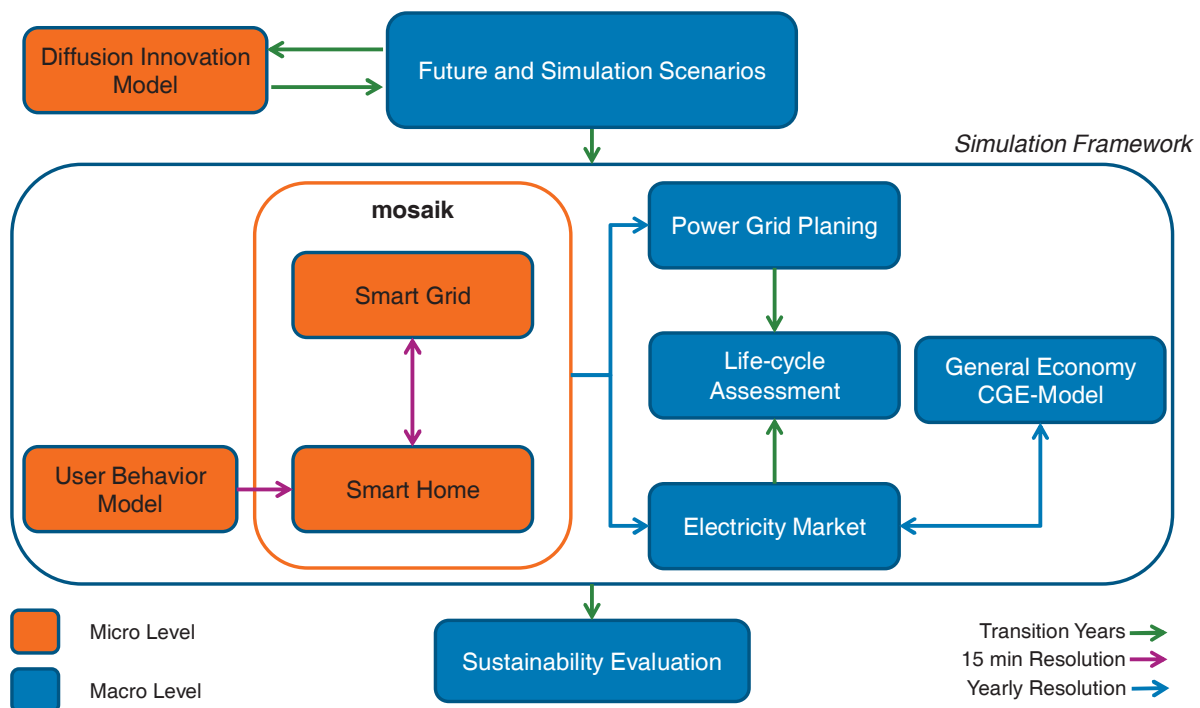 Diffusion Innovation
Model
Future and Simulation Scenarios
Simulation Framework
mosaik
Power Grid Planing
Smart Grid
Life-cycle
Assessment
General Economy
CGE-Model
User Behavior
Model
Smart Home
Electricity Market
Micro Level
Macro Level
Sustainability Evaluation
Transition Years
15 min Resolution
Yearly Resolution